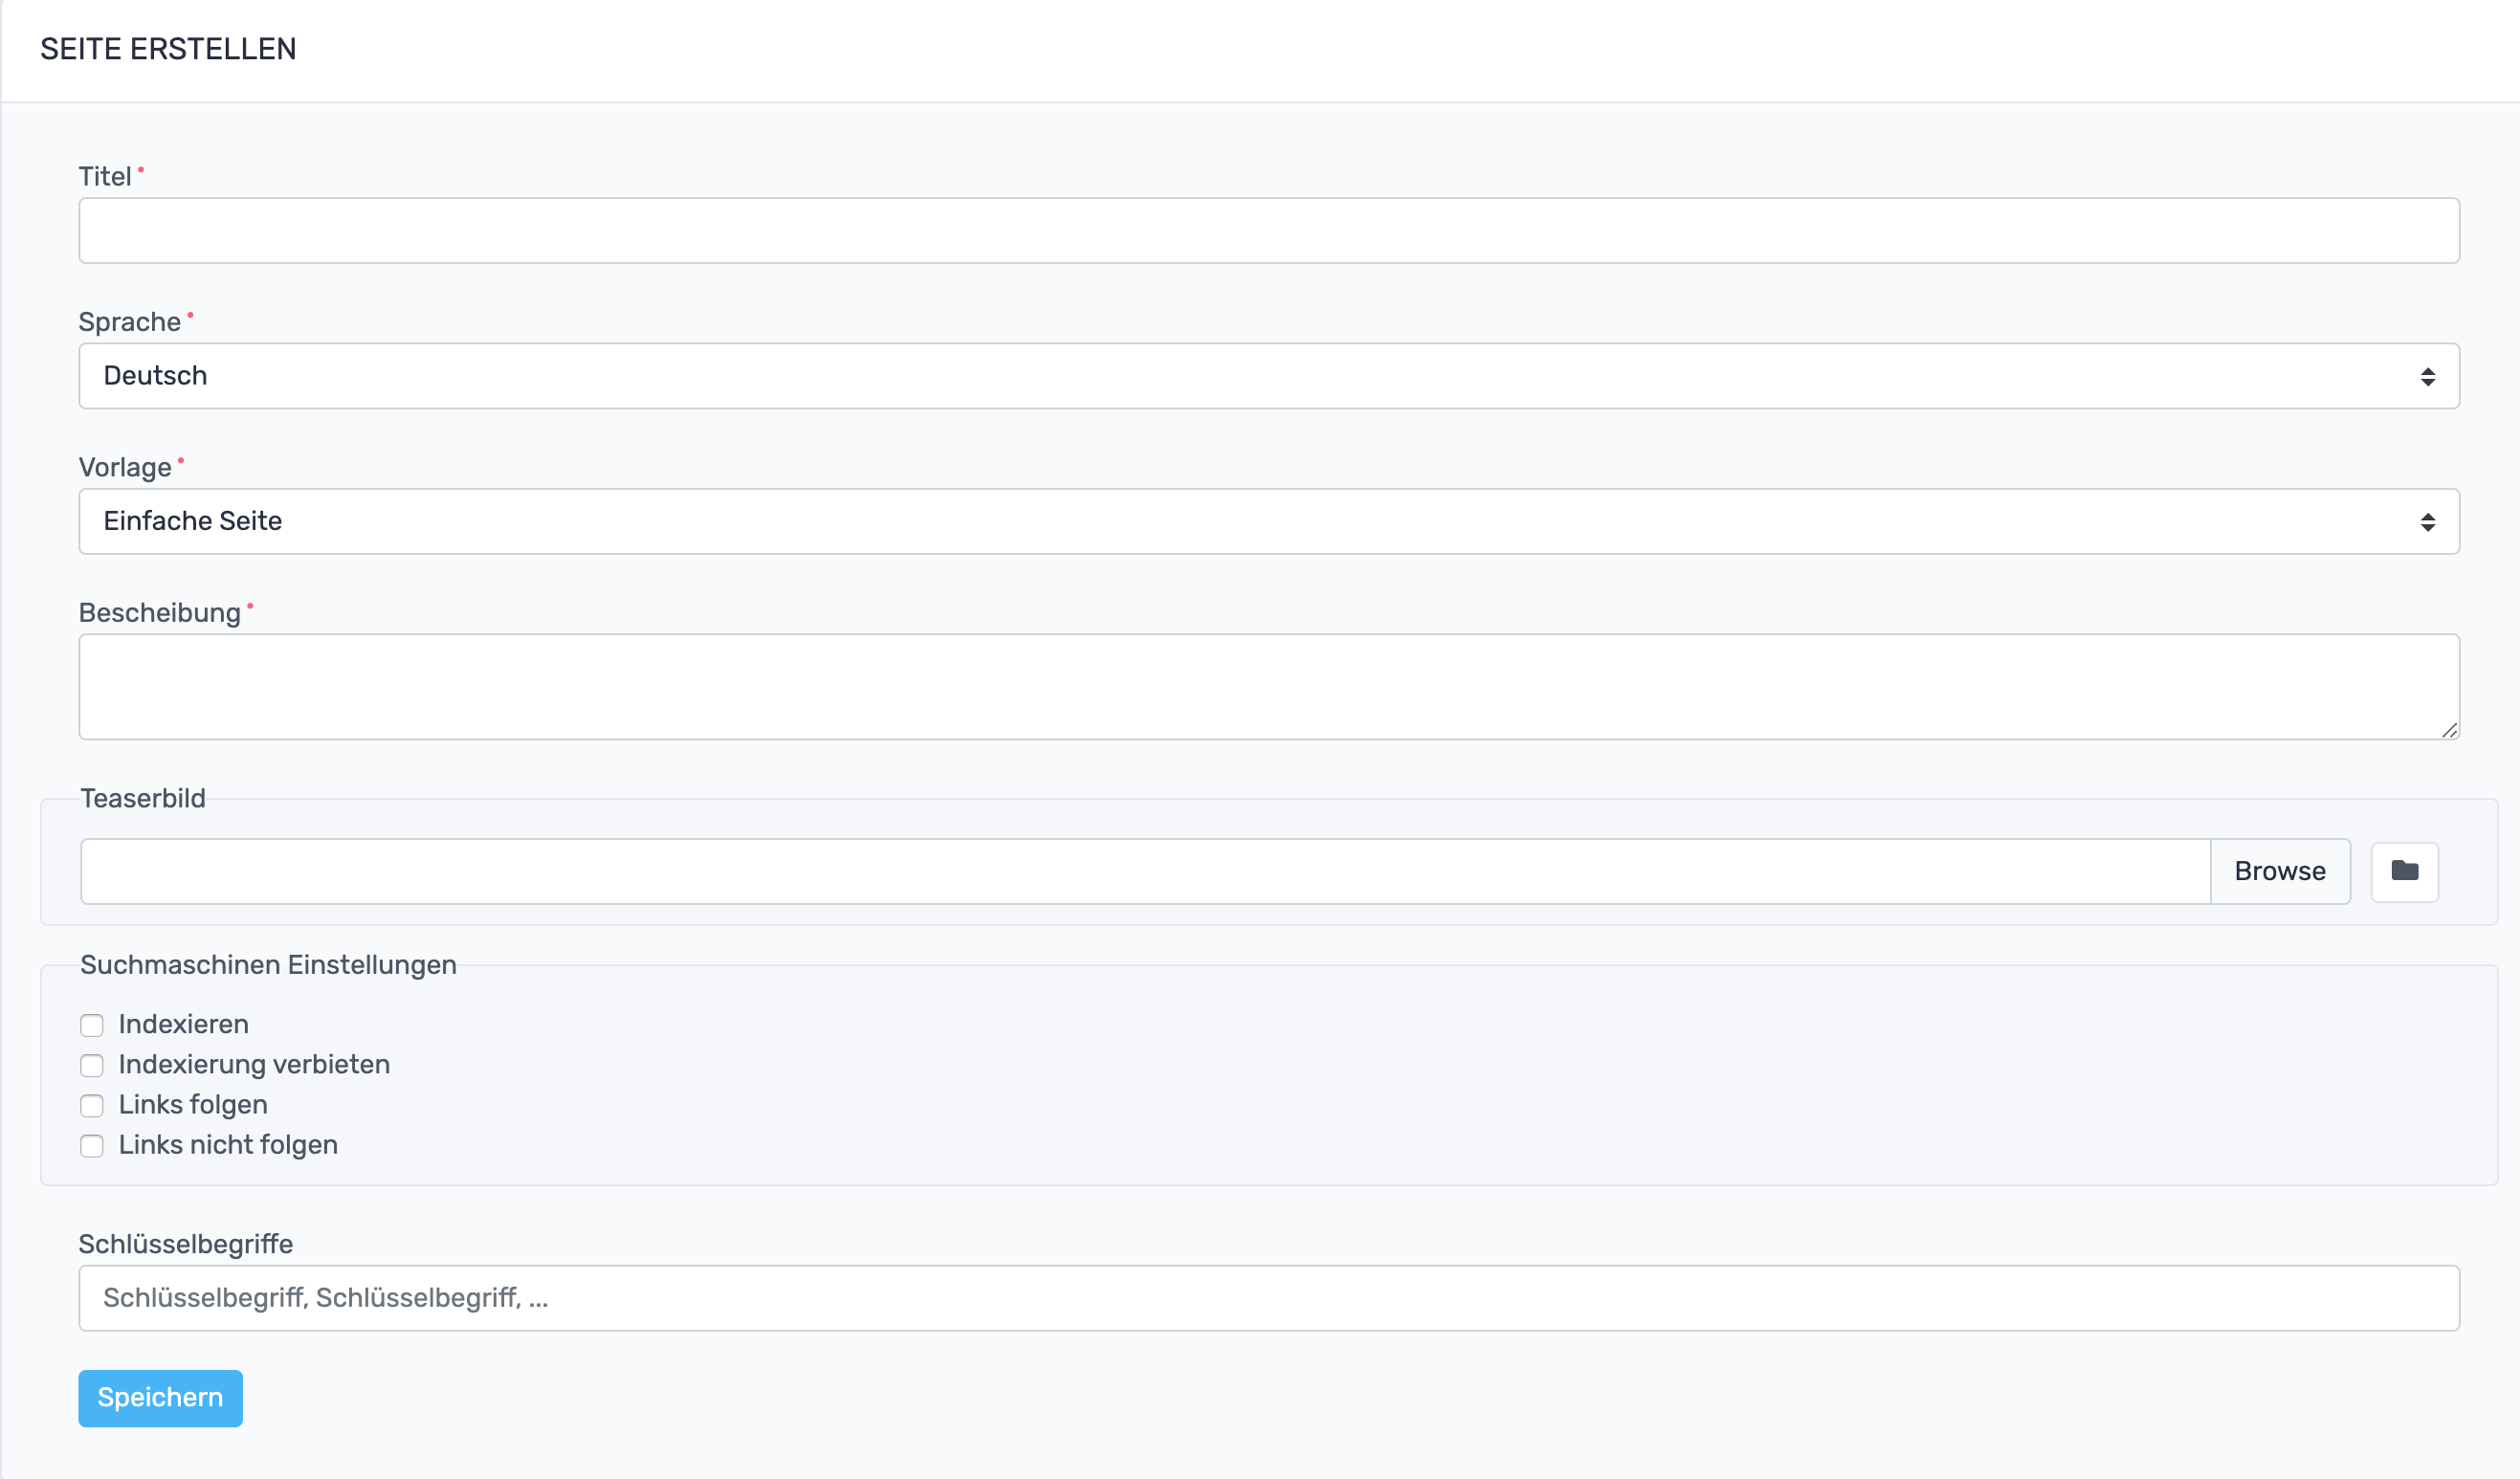 SEITE ERSTELLEN
Titel
Sprache
Deutsch
Vorlage
Einfache Seite
Bescheibung
Teaserbild
Browse
Suchmaschinen Einstellungen
Indexieren
Indexierung verbieten
Links folgen
Links nicht folgen
Schlüsselbegriffe
Schlüsselbegriff, Schlüsselbegriff, ...
Speichern